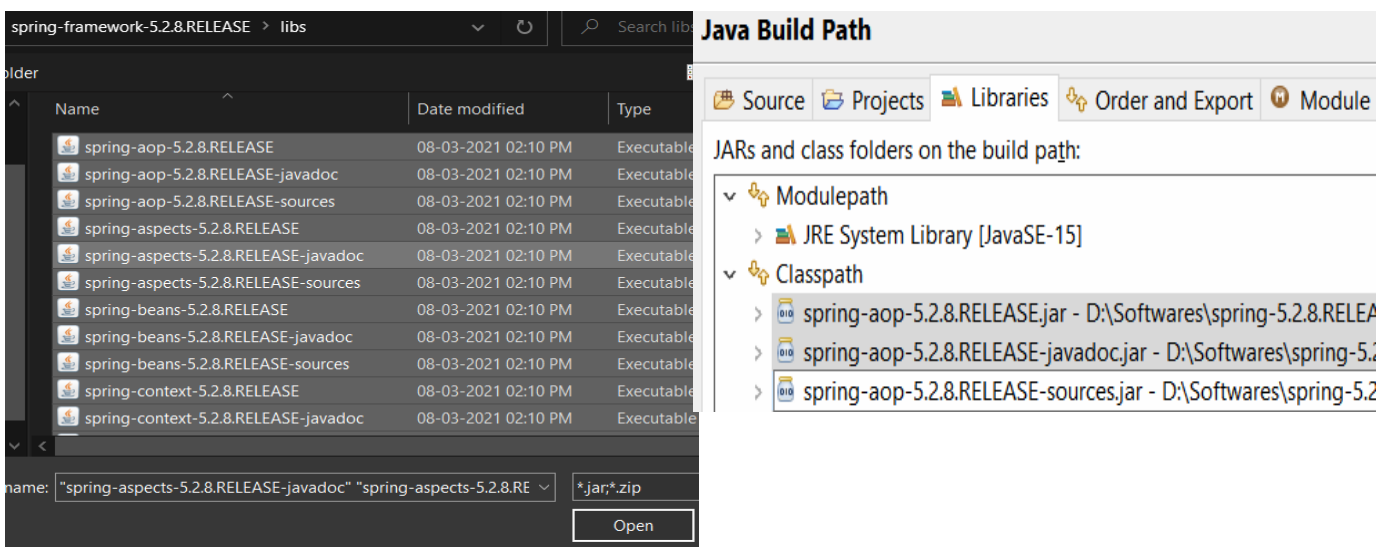 spring-framework-5.2.8.RELEASE > libs
Search libs
older
Name Date modified Type
spring-aop-5.2.8.RELEASE 08-03-2021 02:10 PM Executable
spring-aop-5.2.8.RELEASE-javadoc 08-03-2021 02:10 PM Executable
spring-aop-5.2.8.RELEASE-sources 08-03-2021 02:10 PM Executable
spring-aspects-5.2.8.RELEASE 08-03-2021 02:10 PM Executable
spring-aspects-5.2.8.RELEASE-javadoc 08-03-2021 02:10 PM Executable
spring-aspects-5.2.8.RELEASE-sources 08-03-2021 02:10 PM Executable
spring-beans-5.2.8.RELEASE 08-03-2021 02:10 PM Executable
spring-beans-5.2.8.RELEASE-javadoc 08-03-2021 02:10 PM Executable
spring-beans-5.2.8.RELEASE-sources 08-03-2021 02:10 PM Executable
spring-context-5.2.8.RELEASE 08-03-2021 02:10 PM Executable
spring-context-5.2.8.RELEASE-javadoc 08-03-2021 02:10 PM Executable
name: "spring-aspects-5.2.8.RELEASE-javadoc" "spring-aspects-5.2.8.RE *.jar;*.zip
Open
Java Build Path
Source Projects Libraries Order and Export Module
JARs and class folders on the build path:
Modulepath
JRE System Library [JavaSE-15]
Classpath
spring-aop-5.2.8.RELEASE.jar - D:\Softwares\spring-5.2.8.RELEA
spring-aop-5.2.8.RELEASE-javadoc.jar - D:\Softwares\spring-5.2
spring-aop-5.2.8.RELEASE-sources.jar - D:\Softwares\spring-5.2